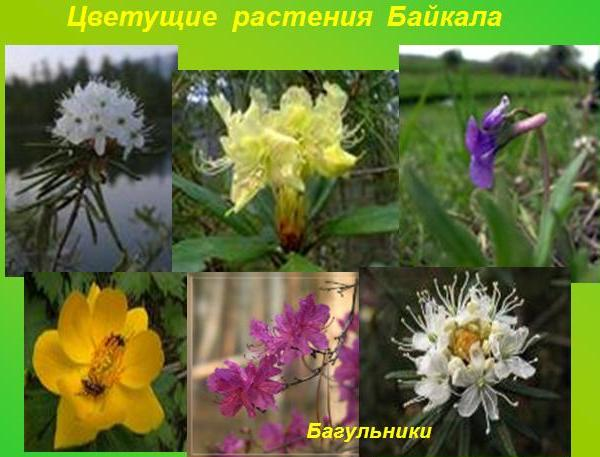 Цветущие растения Байкала
Багульники